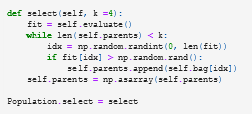 def select(self, k =4):
    fit = self.evaluate()
    while len(self.parents) < k:
        idx = np.random.randint(0, len(fit))
        if fit[idx] > np.random.rand():
            self.parents.append(self.bag[idx])
    self.parents = np.asarray(self.parents)

Population.select = select